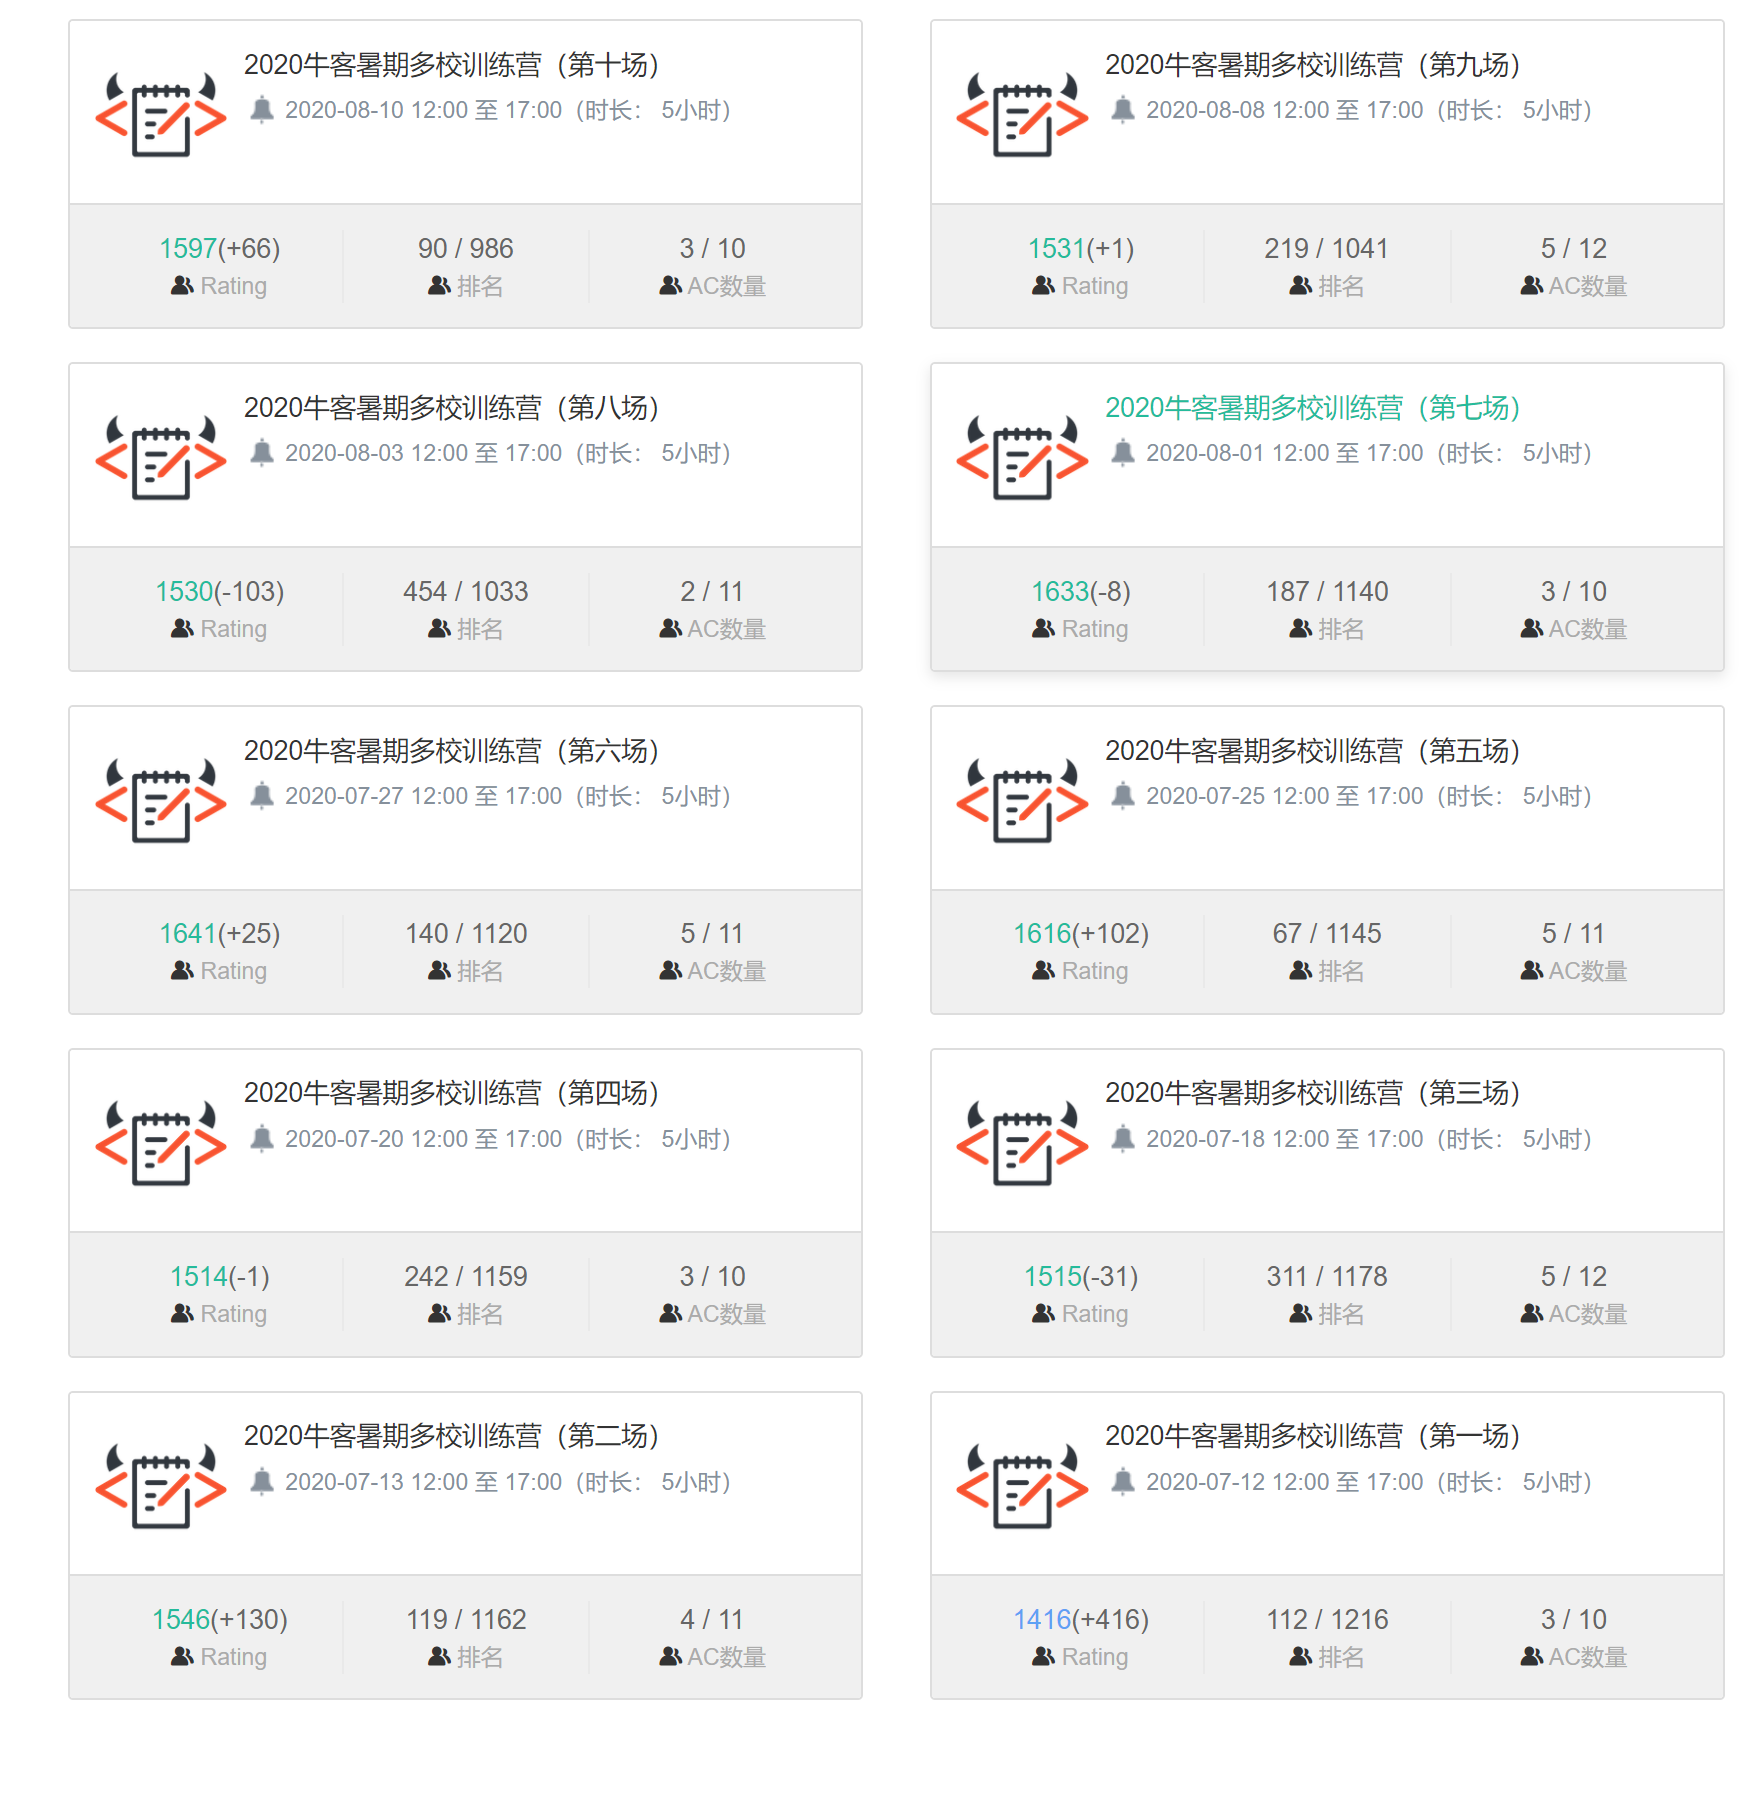 2020牛客暑期多校训练营（第十场）
2020-08-10 12:00 至 17:00（时长： 5小时）
1597(+66) 90 / 986 3 / 10
Rating 排名 AC数量
2020牛客暑期多校训练营（第九场）
2020-08-08 12:00 至 17:00（时长： 5小时）
1531(+1) 219 / 1041 5 / 12
Rating 排名 AC数量
2020牛客暑期多校训练营（第八场）
2020-08-03 12:00 至 17:00（时长： 5小时）
1530(-103) 454 / 1033 2 / 11
Rating 排名 AC数量
2020牛客暑期多校训练营（第七场）
2020-08-01 12:00 至 17:00（时长： 5小时）
1633(-8) 187 / 1140 3 / 10
Rating 排名 AC数量
2020牛客暑期多校训练营（第六场）
2020-07-27 12:00 至 17:00（时长： 5小时）
1641(+25) 140 / 1120 5 / 11
Rating 排名 AC数量
2020牛客暑期多校训练营（第五场）
2020-07-25 12:00 至 17:00（时长： 5小时）
1616(+102) 67 / 1145 5 / 11
Rating 排名 AC数量
2020牛客暑期多校训练营（第四场）
2020-07-20 12:00 至 17:00（时长： 5小时）
1514(-1) 242 / 1159 3 / 10
Rating 排名 AC数量
2020牛客暑期多校训练营（第三场）
2020-07-18 12:00 至 17:00（时长： 5小时）
1515(-31) 311 / 1178 5 / 12
Rating 排名 AC数量
2020牛客暑期多校训练营（第二场）
2020-07-13 12:00 至 17:00（时长： 5小时）
1546(+130) 119 / 1162 4 / 11
Rating 排名 AC数量
2020牛客暑期多校训练营（第一场）
2020-07-12 12:00 至 17:00（时长： 5小时）
1416(+416) 112 / 1216 3 / 10
Rating 排名 AC数量